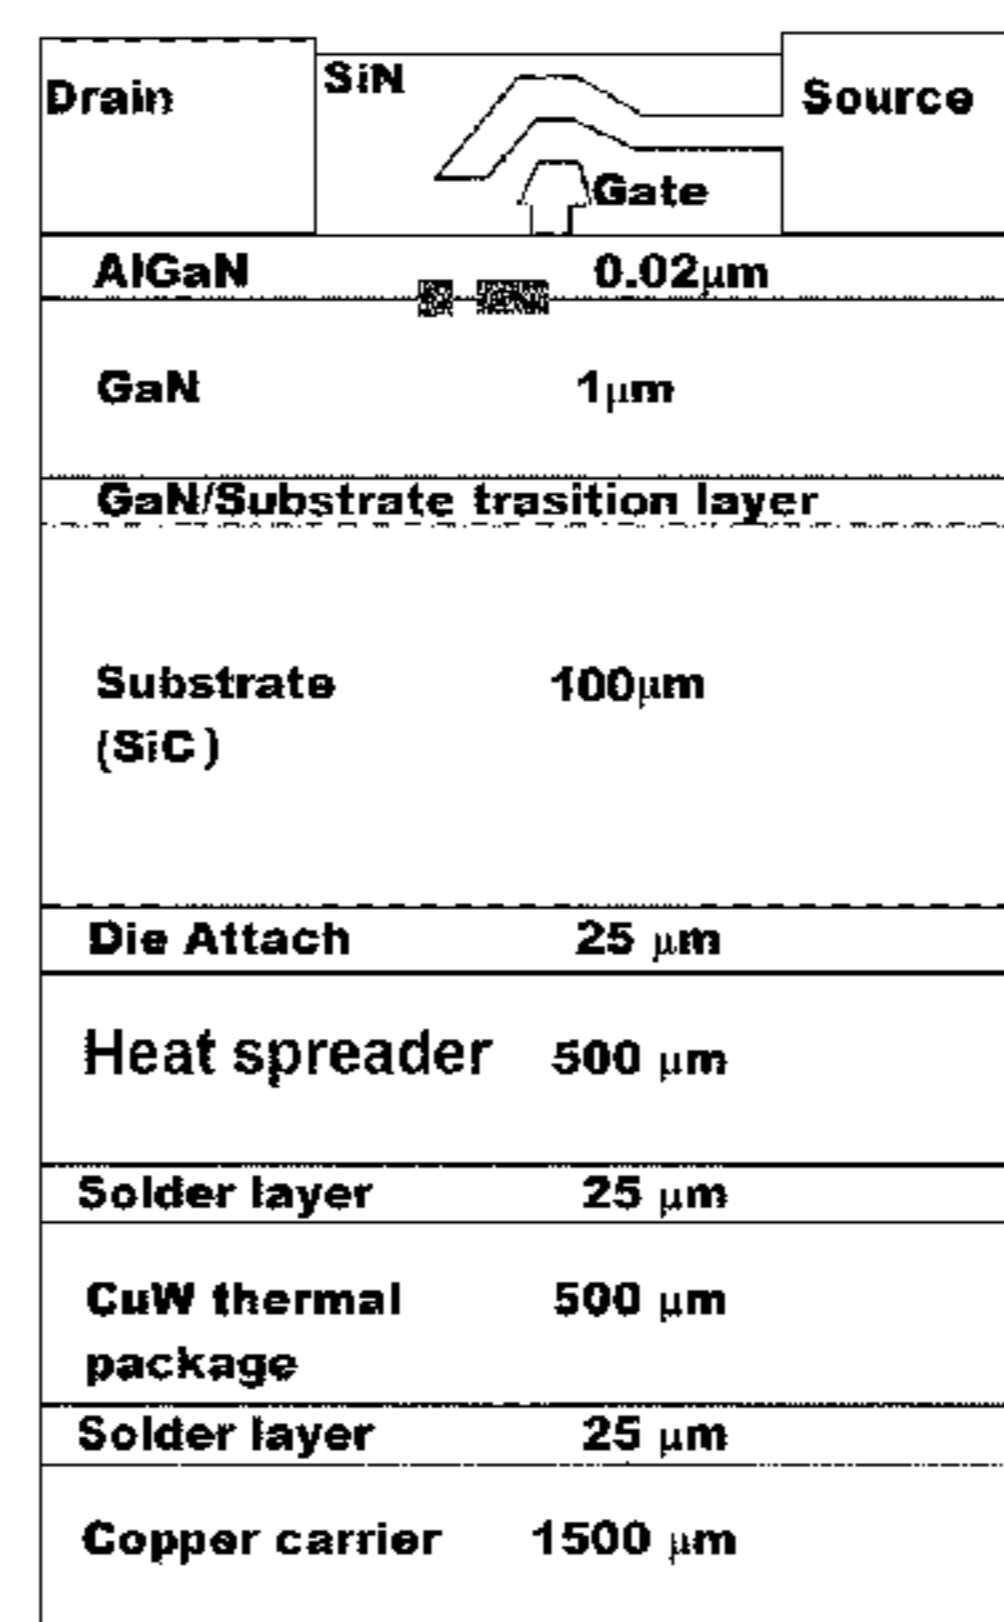 Drain
SiN
Source
Gate
AlGaN 0.02μm
GaN 1μm
GaN/Substrate trasition layer
Substrate 100μm
(SiC)
Die Attach 25 μm
Heat spreader 500 μm
Solder layer 25 μm
CuW thermal 500 μm
package
Solder layer 25 μm
Copper carrier 1500 μm